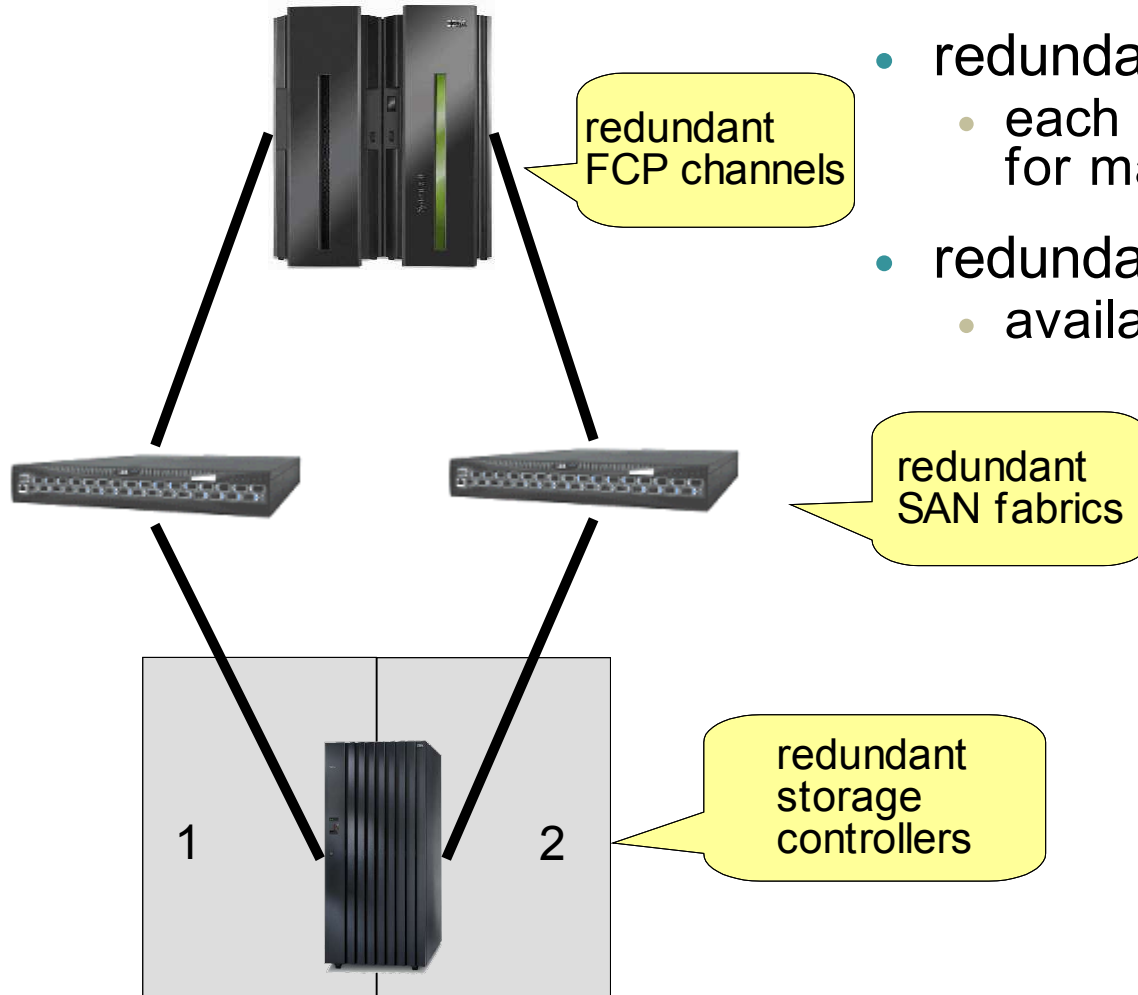 redundant
FCP channels
• redunda
• each
for ma
• redunda
• availa
redundant
SAN fabrics
redundant
storage
controllers
1
2